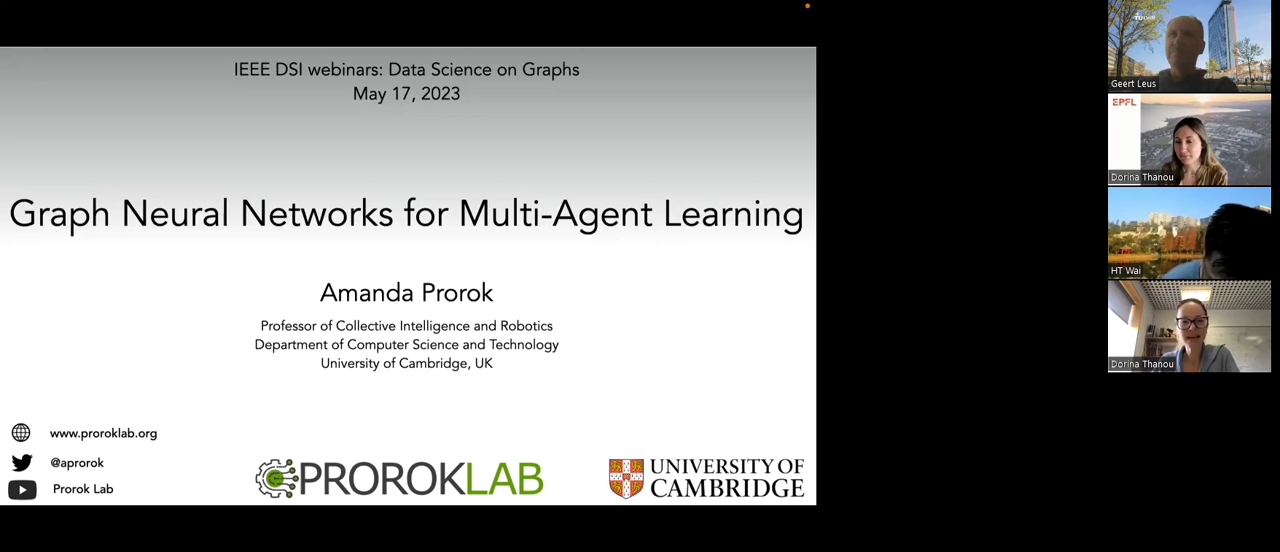 IEEE DSI webinars: Data Science on Graphs
May 17, 2023
Graph Neural Networks for Multi-Agent Learning
Amanda Prorok
Professor of Collective Intelligence and Robotics
Department of Computer Science and Technology
University of Cambridge, UK
www.proroklab.org
@aprorok
Prorok Lab
PROROKLAB
UNIVERSITY OF
CAMBRIDGE
Geert Leus
EPFL
Dorina Thanou
HT Wai
Dorina Thanou